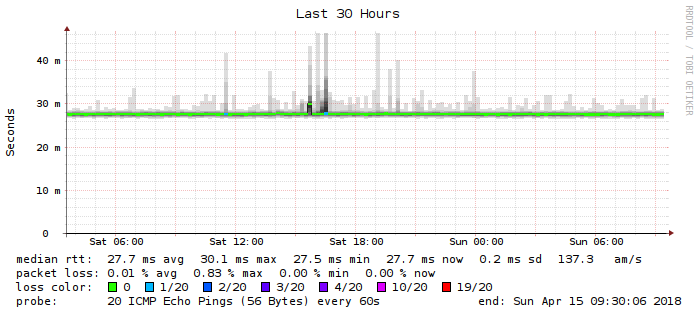 Last 30 Hours
RRDTOOL / TOBI OETIKER
Seconds
40 m
30 m
20 m
10 m
0
Sat 06:00 Sat 12:00 Sat 18:00 Sun 00:00 Sun 06:00
median rtt: 27.7 ms avg 30.1 ms max 27.5 ms min 27.7 ms now 0.2 ms sd 137.3 am/s
packet loss: 0.01 % avg 0.83 % max 0.00 % min 0.00 % now
loss color: 0 1/20 2/20 3/20 4/20 10/20 19/20
probe: 20 ICMP Echo Pings (56 Bytes) every 60s end: Sun Apr 15 09:30:06 2018